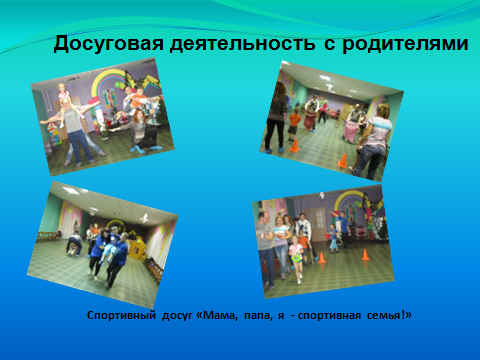 Досуговая деятельность с родителями
Спортивный досуг «Мама, папа, я - спортивная семья!»